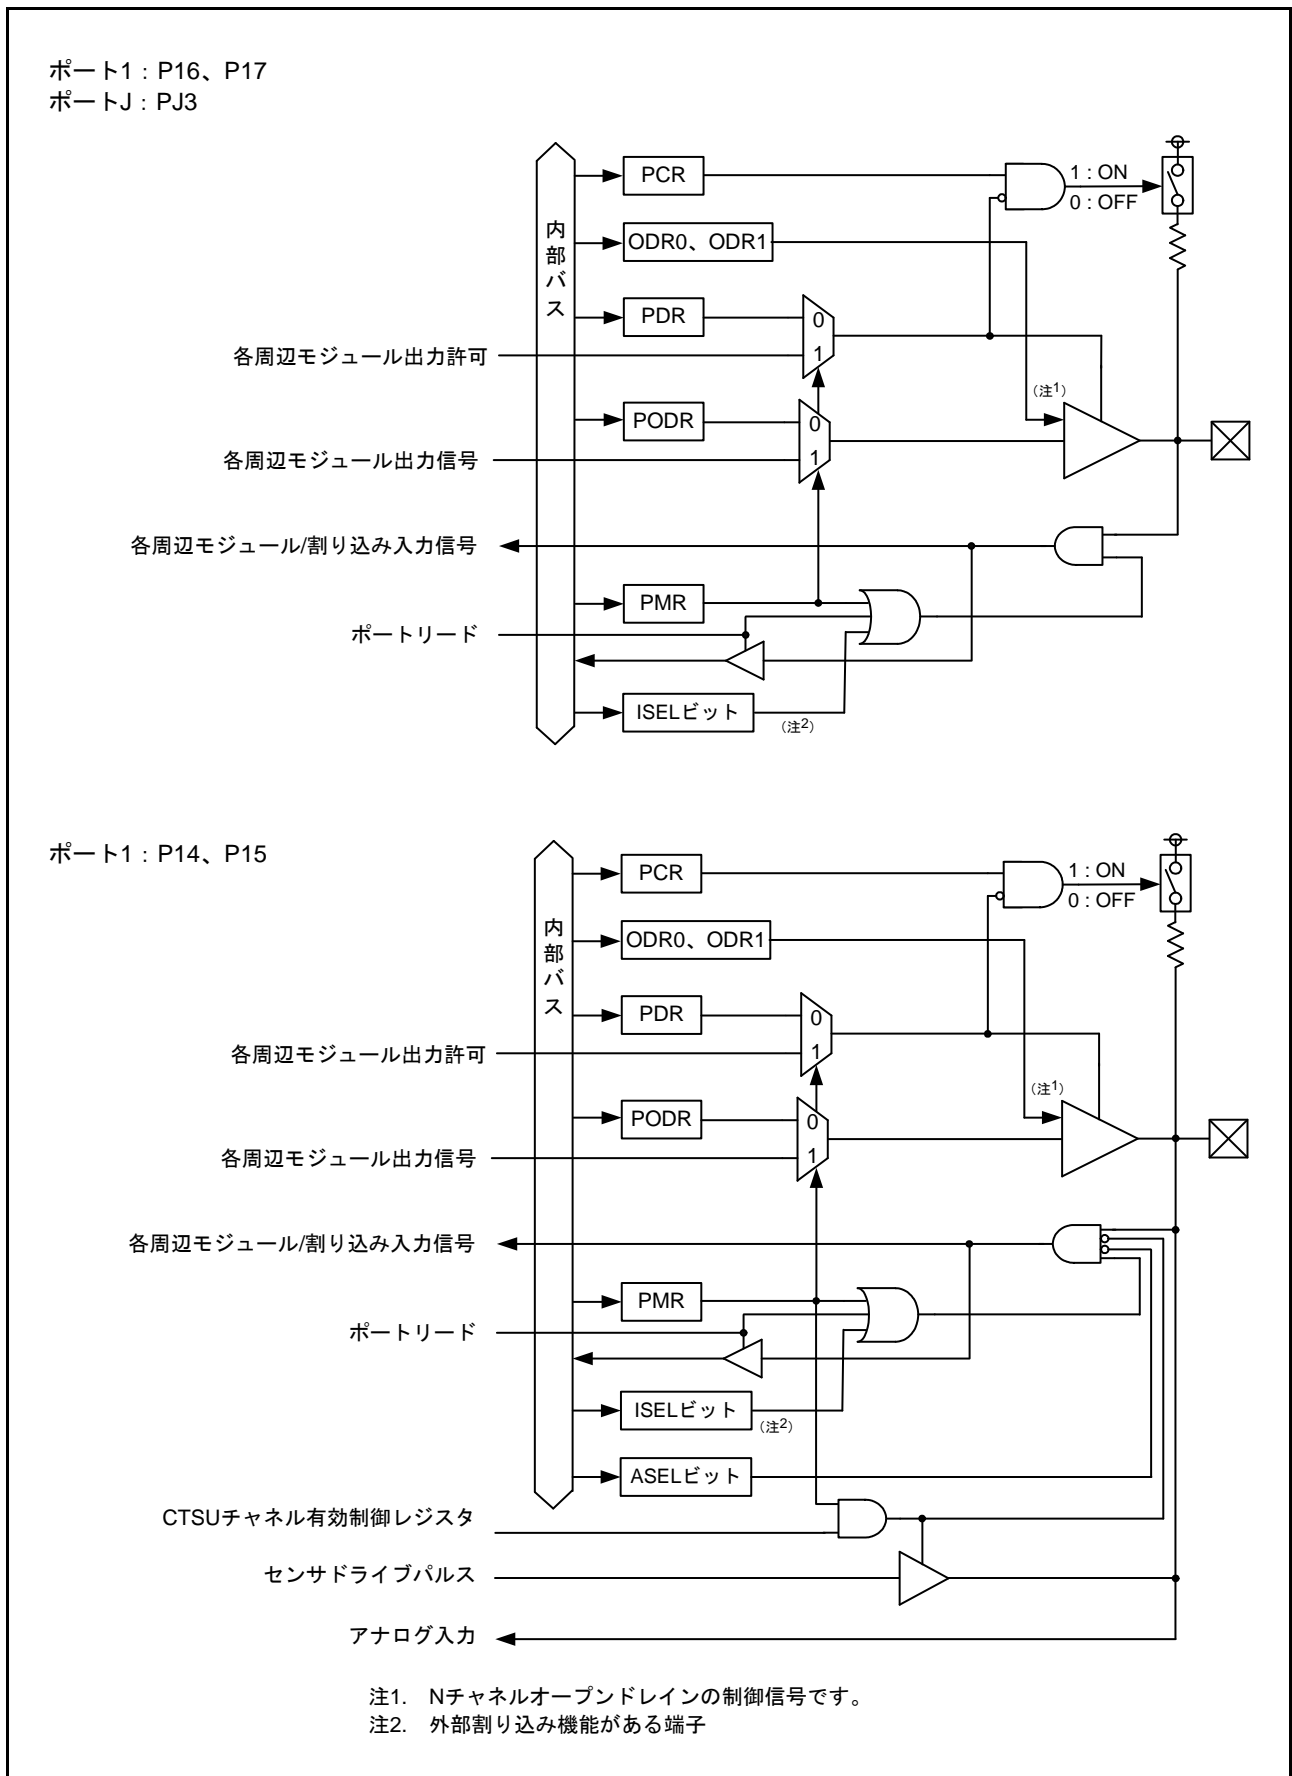 ポート1：P16、P17
ポートJ：PJ3
PCR
1 : ON
0 : OFF
内部バス
ODR0、ODR1
PDR
0
各周辺モジュール出力許可
1
（注1）
PODR
0
各周辺モジュール出力信号
1
各周辺モジュール/割り込み入力信号
PMR
ポートリード
ISELビット
（注2）
ポート1：P14、P15
PCR
1 : ON
0 : OFF
内部バス
ODR0、ODR1
PDR
0
各周辺モジュール出力許可
1
（注1）
PODR
0
各周辺モジュール出力信号
1
各周辺モジュール/割り込み入力信号
PMR
ポートリード
ISELビット
（注2）
ASELビット
CTSUチャネル有効制御レジスタ
センサドライブパルス
アナログ入力
注1. Nチャネルオープンドレインの制御信号です。
注2. 外部割り込み機能がある端子